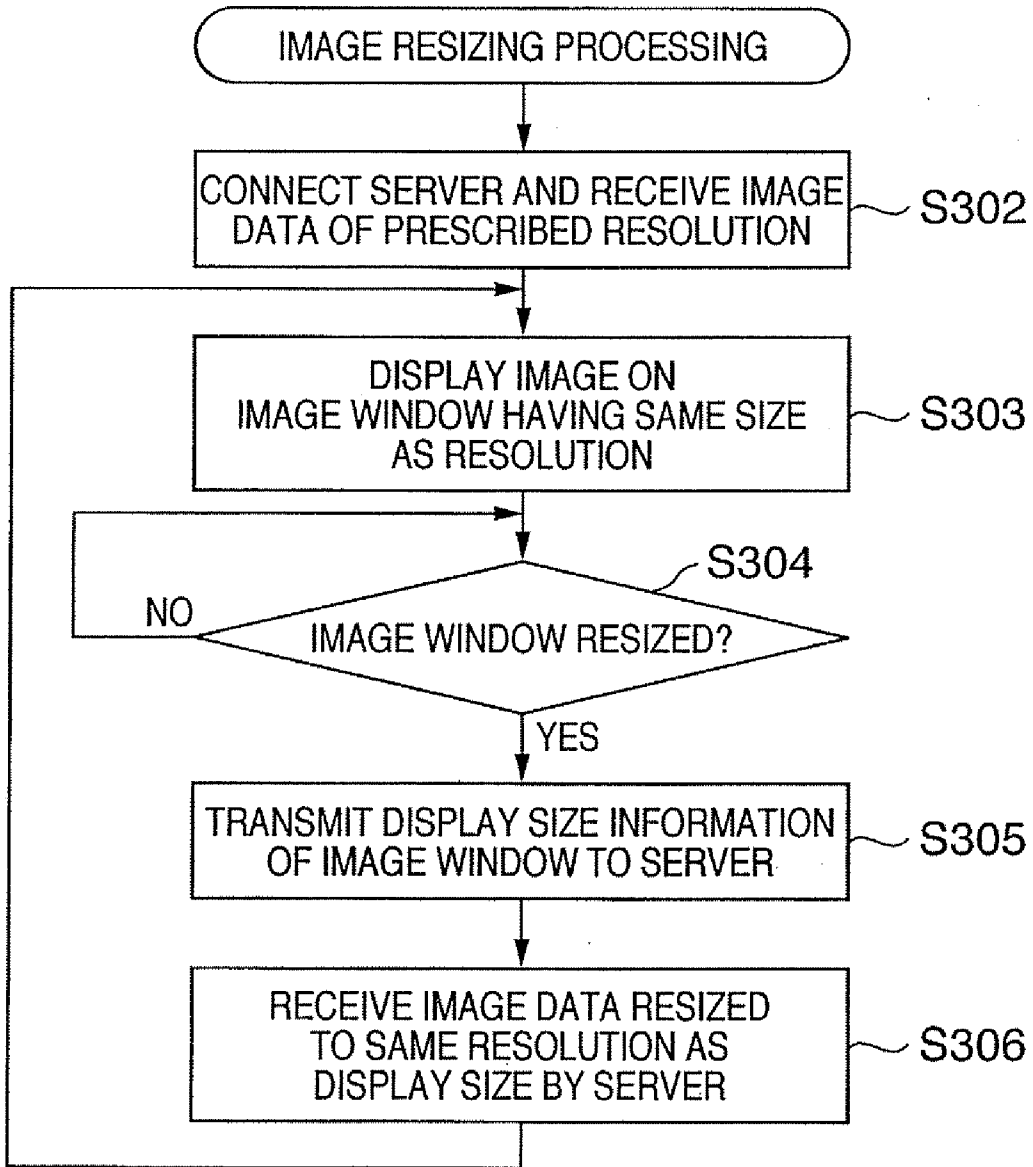 IMAGE RESIZING PROCESSING
CONNECT SERVER AND RECEIVE IMAGE
DATA OF PRESCRIBED RESOLUTION
S302
DISPLAY IMAGE ON
IMAGE WINDOW HAVING SAME SIZE
AS RESOLUTION
S303
S304
NO
IMAGE WINDOW RESIZED?
YES
TRANSMIT DISPLAY SIZE INFORMATION
OF IMAGE WINDOW TO SERVER
S305
RECEIVE IMAGE DATA RESIZED
TO SAME RESOLUTION AS
DISPLAY SIZE BY SERVER
S306